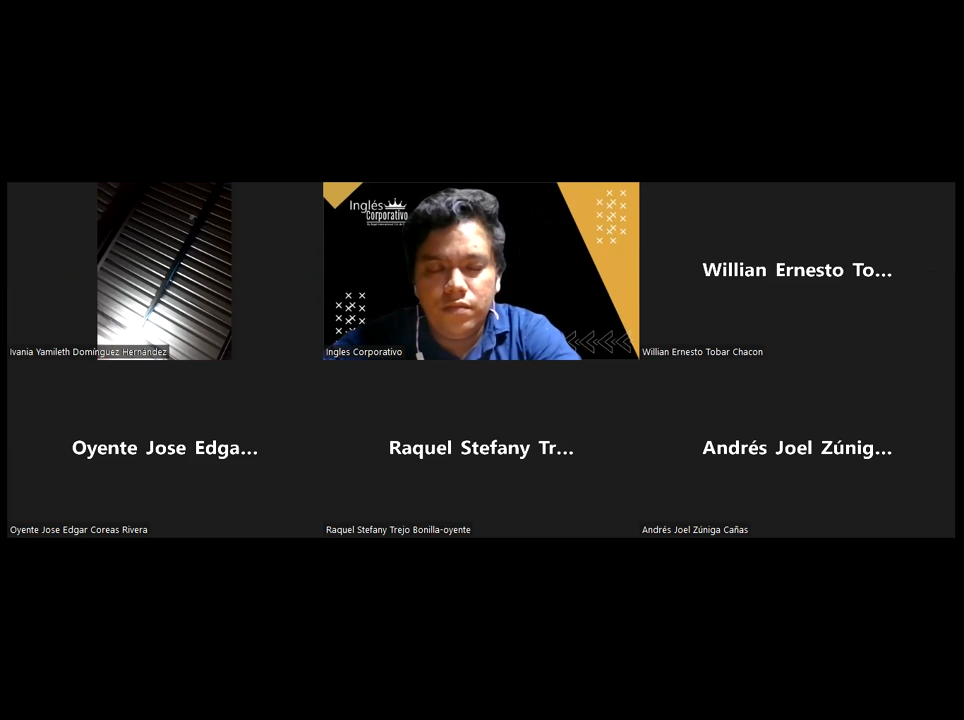 Inglés
Corporativo
Willian Ernesto To...
Ivania Yamileth Domínguez Hernández
Ingles Corporativo
Willian Ernesto Tobar Chacon
Oyente Jose Edga...
Raquel Stefany Tr...
Andrés Joel Zúnig...
Oyente Jose Edgar Coreas Rivera
Raquel Stefany Trejo Bonilla-oyente
Andrés Joel Zúniga Cañas